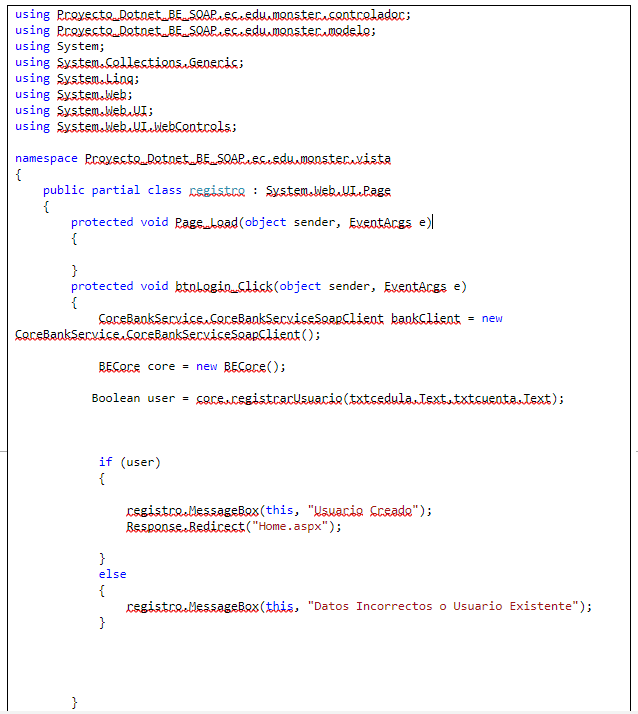 using Proyecto_Dotnet_BE_SOAP.ec.edu.monster.controlador;
using Proyecto_Dotnet_BE_SOAP.ec.edu.monster.modelo;
using System;
using System.Collections.Generic;
using System.Linq;
using System.Web;
using System.Web.UI;
using System.Web.UI.WebControls;
namespace Proyecto_Dotnet_BE_SOAP.ec.edu.monster.vista
{
public partial class registro : System.Web.UI.Page
{
protected void Page_Load(object sender, EventArgs e)
{
}
protected void btnLogin_Click(object sender, EventArgs e)
{
CoreBankService.CoreBankServiceSoapClient bankClient = new
CoreBankService.CoreBankServiceSoapClient();
BECore core = new BECore();
Boolean user = core.registrarUsuario(txtcedula.Text,txtcuenta.Text);
if (user)
{
registro.MessageBox(this, "Usuario Creado");
Response.Redirect("Home.aspx");
}
else
{
registro.MessageBox(this, "Datos Incorrectos o Usuario Existente");
}
}